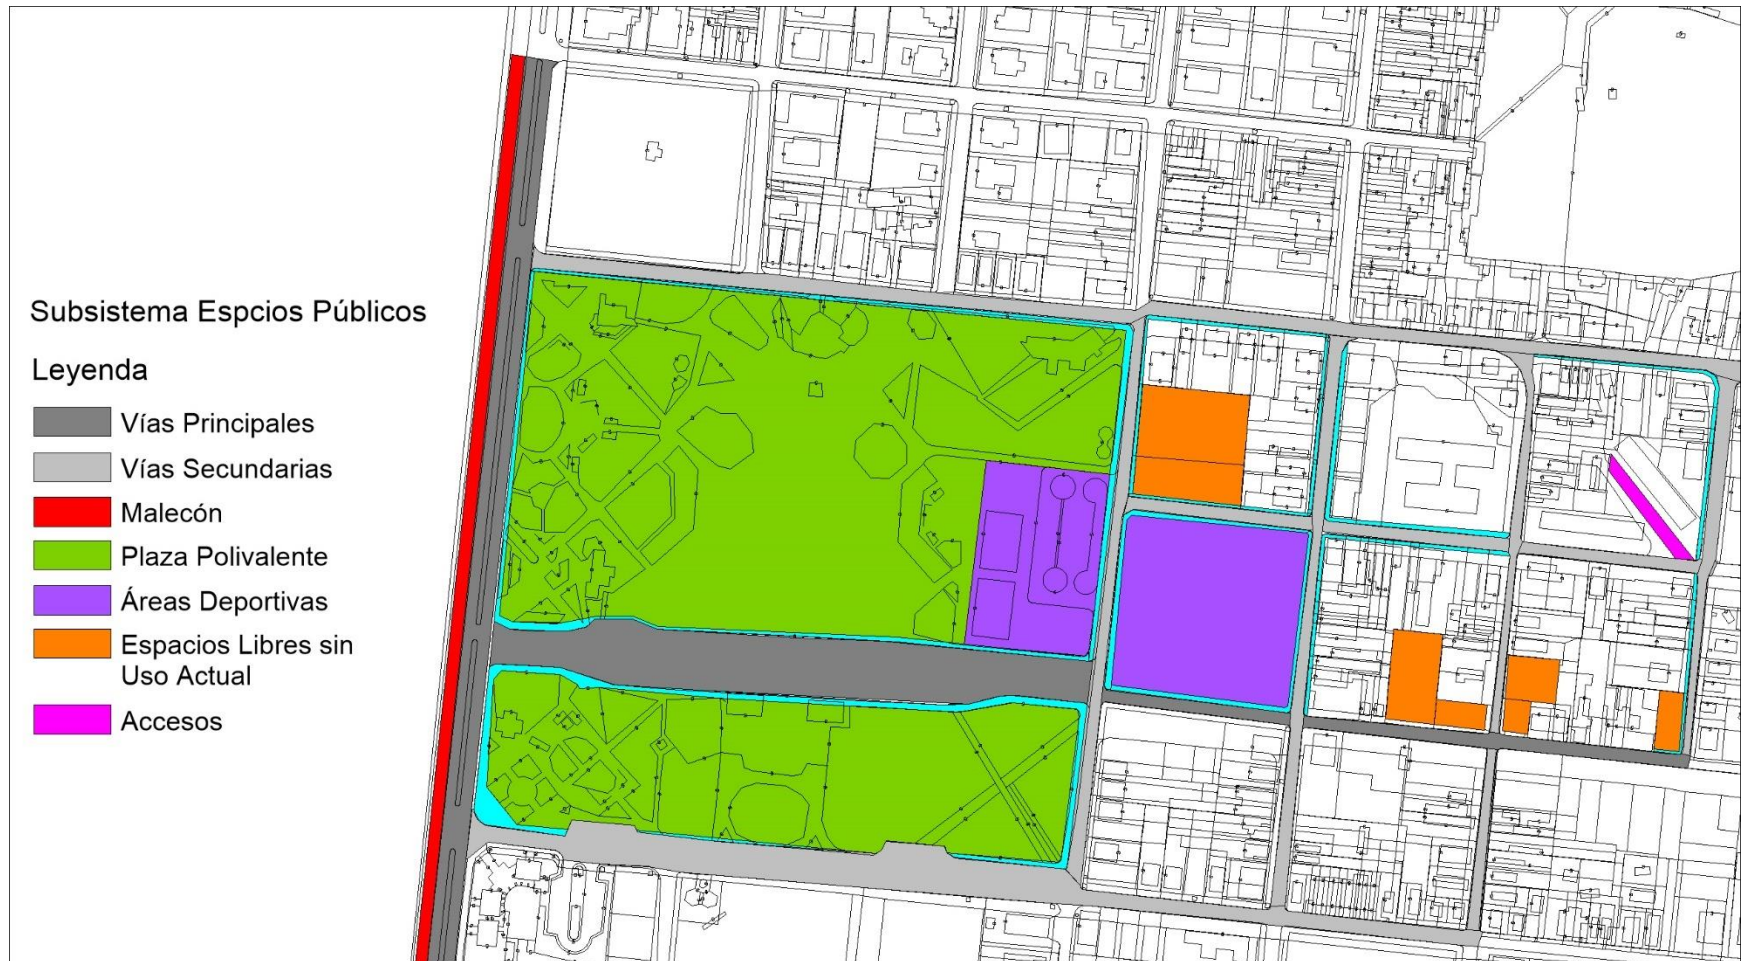 Subsistema Espcios Públicos
Leyenda
Vías Principales
Vías Secundarias
Malecón
Plaza Polivalente
Áreas Deportivas
Espacios Libres sin
Uso Actual
Accesos